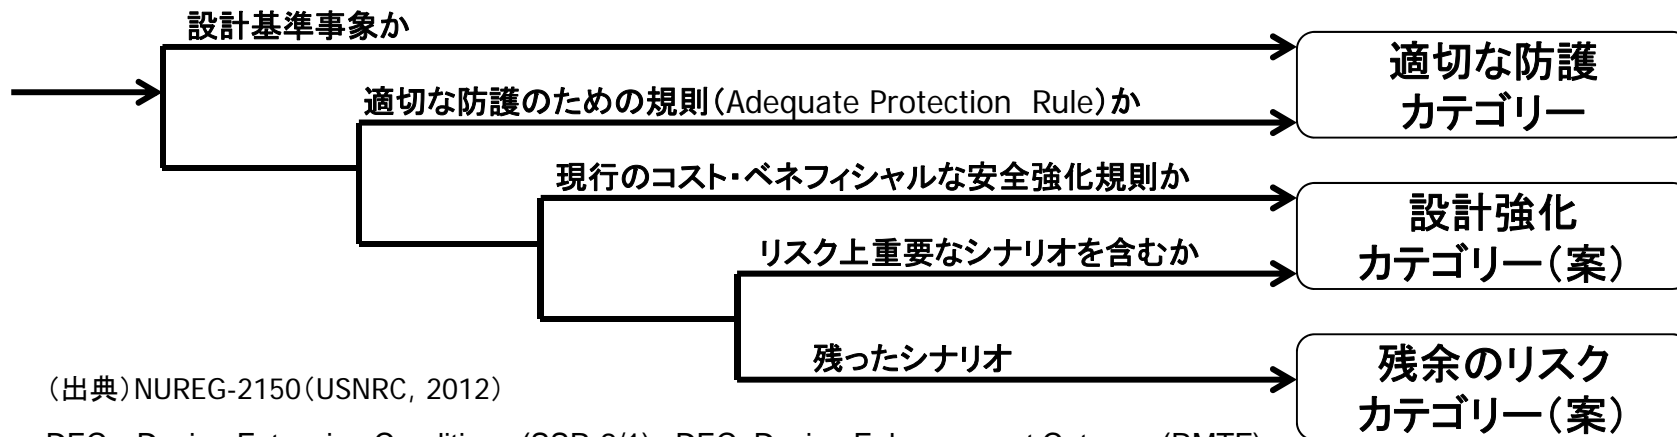 設計基準事象か
適切な防護のための規則（Adequate Protection Rule）か
現行のコスト・ベネフィシャルな安全強化規則か
リスク上重要なシナリオを含むか
残ったシナリオ
適切な防護
カテゴリー
設計強化
カテゴリー（案）
残余のリスク
カテゴリー（案）
（出典）NUREG-2150（USNRC, 2012）